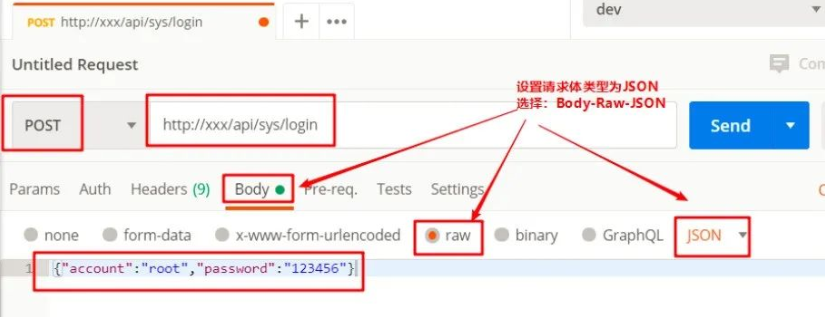 POST http://xxx/api/sys/login
+
•••
dev
Untitled Request
设置请求体类型为JSON
选择：Body-Raw-JSON
POST
http://xxx/api/sys/login
Send
Params Auth Headers (9) Body Pre-req. Tests Settings
none form-data x-www-form-urlencoded raw binary GraphQL JSON
1 {"account":"root","password":"123456"}